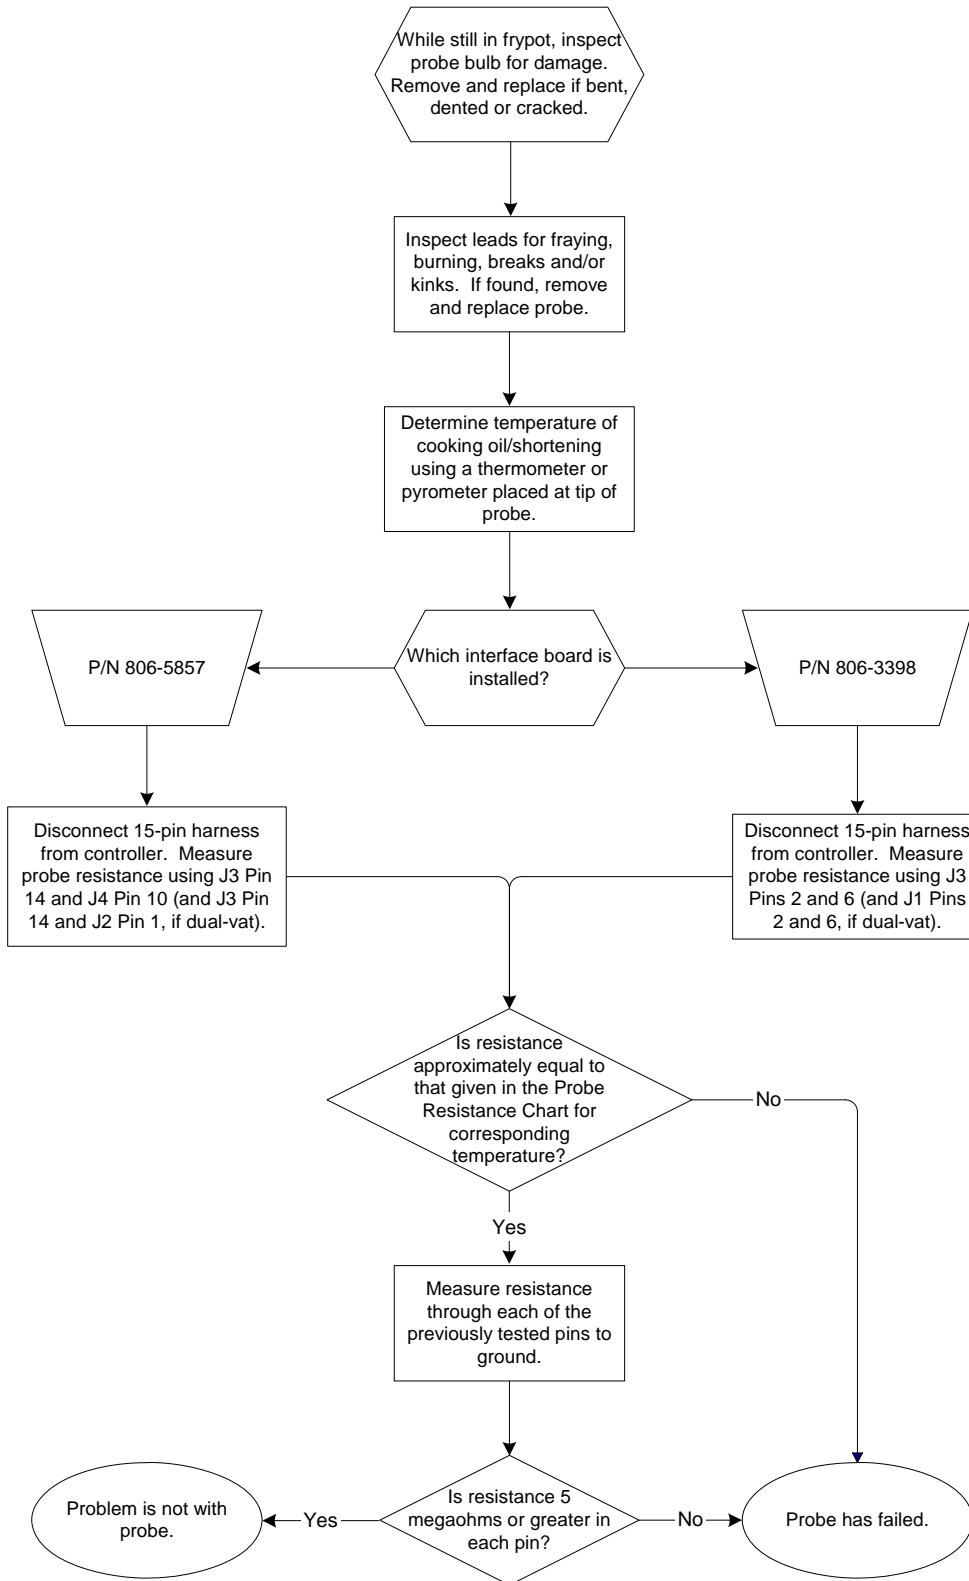 While still in frypot, inspect
probe bulb for damage.
Remove and replace if bent,
dented or cracked.
Inspect leads for fraying,
burning, breaks and/or
kinks.  If found, remove
and replace probe.
Determine temperature of
cooking oil/shortening
using a thermometer or
pyrometer placed at tip of
probe.
Which interface board is
installed?
P/N 806-5857
P/N 806-3398
Disconnect 15-pin harness
from controller.  Measure
probe resistance using J3 Pin
14 and J4 Pin 10 (and J3 Pin
14 and J2 Pin 1, if dual-vat).
Disconnect 15-pin harness
from controller.  Measure
probe resistance using J3
Pins 2 and 6 (and J1 Pins
2 and 6, if dual-vat).
Is resistance
approximately equal to
that given in the Probe
Resistance Chart for
corresponding
temperature?
No
Yes
Measure resistance
through each of the
previously tested pins to
ground.
Is resistance 5
megaohms or greater in
each pin?
Yes
No
Problem is not with
probe.
Probe has failed.